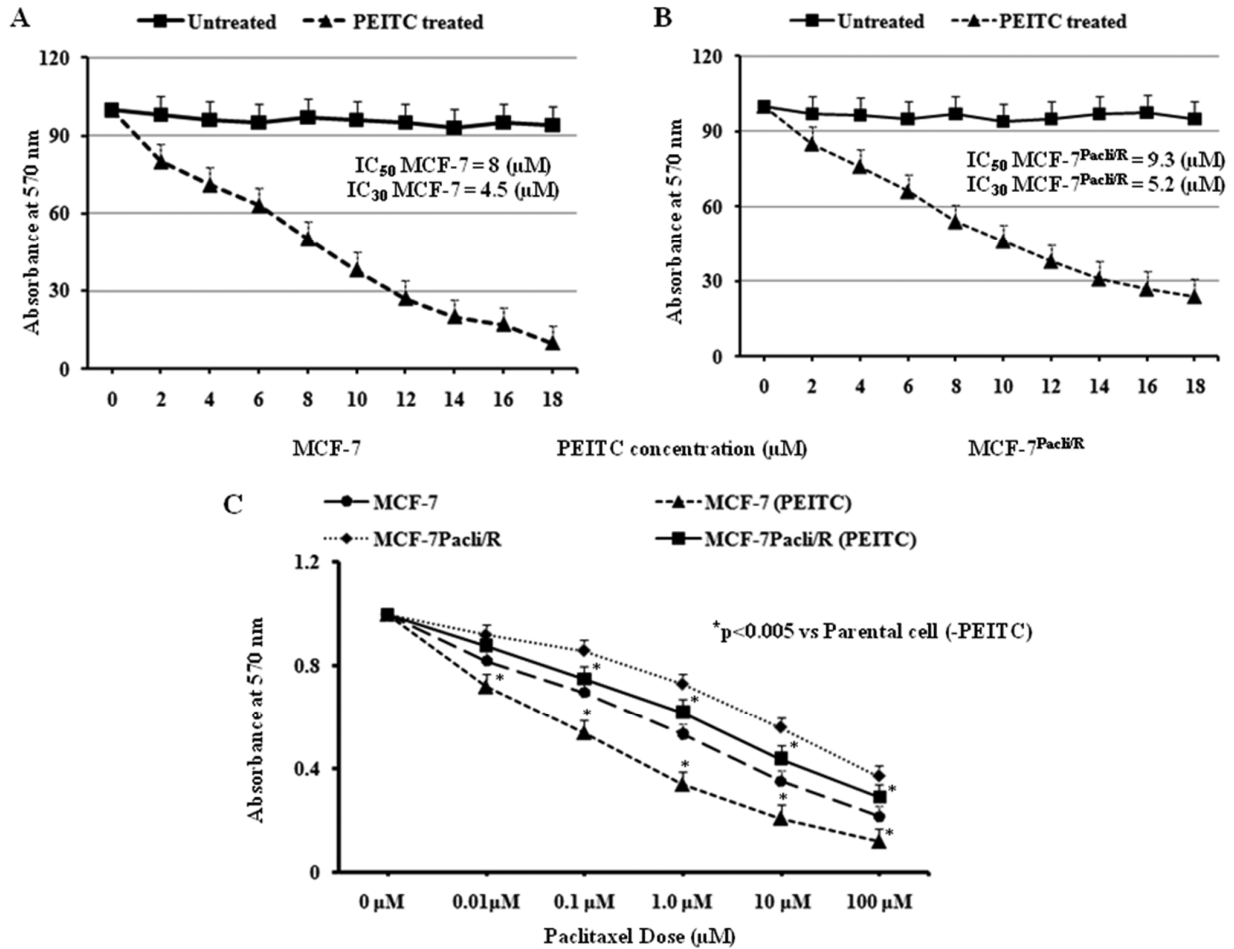 A
Untreated PEITC treated
Absorbance at 570 nm
120
90
60
30
0
IC50 MCF-7 = 8 (µM)
IC30 MCF-7 = 4.5 (µM)
0 2 4 6 8 10 12 14 16 18
B
Untreated PEITC treated
Absorbance at 570 nm
120
90
60
30
0
IC50 MCF-7Pacli/R = 9.3 (µM)
IC30 MCF-7Pacli/R = 5.2 (µM)
0 2 4 6 8 10 12 14 16 18
MCF-7 PEITC concentration (µM) MCF-7Pacli/R
C
MCF-7 MCF-7 (PEITC)
MCF-7Pacli/R MCF-7Pacli/R (PEITC)
Absorbance at 570 nm
1.2
0.8
0.4
0
*p<0.005 vs Parental cell (-PEITC)
* * * * * * * * *
0 µM 0.01µM 0.1 µM 1.0 µM 10 µM 100 µM
Paclitaxel Dose (µM)